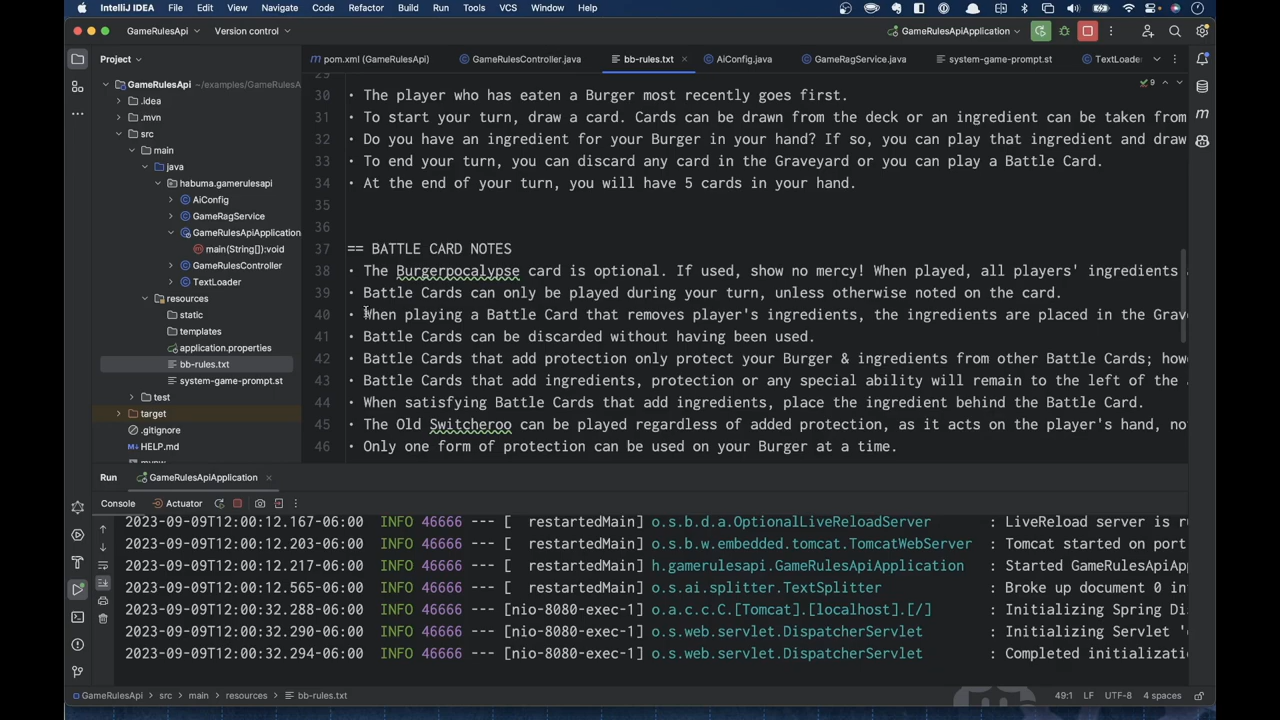 IntelliJ IDEA File Edit View Navigate Code Refactor Build Run Tools VCS Window Help
GameRulesApi Version control GameRulesApiApplication
Project
pom.xml (GameRulesApi) GameRulesController.java bb-rules.txt AiConfig.java GameRagService.java system-game-prompt.st TextLoade
GameRulesApi ~/examples/GameRulesA
.idea
.mvn
src
main
java
habuma.gamerulesapi
AiConfig
GameRagService
GameRulesApiApplication
main(String[]):void
GameRulesController
TextLoader
resources
static
templates
application.properties
bb-rules.txt
system-game-prompt.st
test
target
.gitignore
HELP.md
9
29
30 • The player who has eaten a Burger most recently goes first.
31 • To start your turn, draw a card. Cards can be drawn from the deck or an ingredient can be taken from
32 • Do you have an ingredient for your Burger in your hand? If so, you can play that ingredient and draw
33 • To end your turn, you can discard any card in the Graveyard or you can play a Battle Card.
34 • At the end of your turn, you will have 5 cards in your hand.
35
36
37 == BATTLE CARD NOTES
38 • The Burgerpocalypse card is optional. If used, show no mercy! When played, all players' ingredients
39 • Battle Cards can only be played during your turn, unless otherwise noted on the card.
40 • When playing a Battle Card that removes player's ingredients, the ingredients are placed in the Grav
41 • Battle Cards can be discarded without having been used.
42 • Battle Cards that add protection only protect your Burger & ingredients from other Battle Cards; how
43 • Battle Cards that add ingredients, protection or any special ability will remain to the left of the
44 • When satisfying Battle Cards that add ingredients, place the ingredient behind the Battle Card.
45 • The Old Switcheroo can be played regardless of added protection, as it acts on the player's hand, no
46 • Only one form of protection can be used on your Burger at a time.
Run GameRulesApiApplication
Console Actuator
2023-09-09T12:00:12.167-06:00 INFO 46666 --- [ restartedMain] o.s.b.d.a.OptionalLiveReloadServer : LiveReload server is ru
2023-09-09T12:00:12.203-06:00 INFO 46666 --- [ restartedMain] o.s.b.w.embedded.tomcat.TomcatWebServer : Tomcat started on port
2023-09-09T12:00:12.217-06:00 INFO 46666 --- [ restartedMain] h.gamerulesapi.GameRulesApiApplication : Started GameRulesApiAp
2023-09-09T12:00:12.565-06:00 INFO 46666 --- [ restartedMain] o.s.ai.splitter.TextSplitter : Broke up document 0 in
2023-09-09T12:00:32.288-06:00 INFO 46666 --- [nio-8080-exec-1] o.a.c.c.C.[Tomcat].[localhost].[/] : Initializing Spring Di
2023-09-09T12:00:32.290-06:00 INFO 46666 --- [nio-8080-exec-1] o.s.web.servlet.DispatcherServlet : Initializing Servlet '
2023-09-09T12:00:32.294-06:00 INFO 46666 --- [nio-8080-exec-1] o.s.web.servlet.DispatcherServlet : Completed initializati
GameRulesApi > src > main > resources > bb-rules.txt 49:1 LF UTF-8 4 spaces